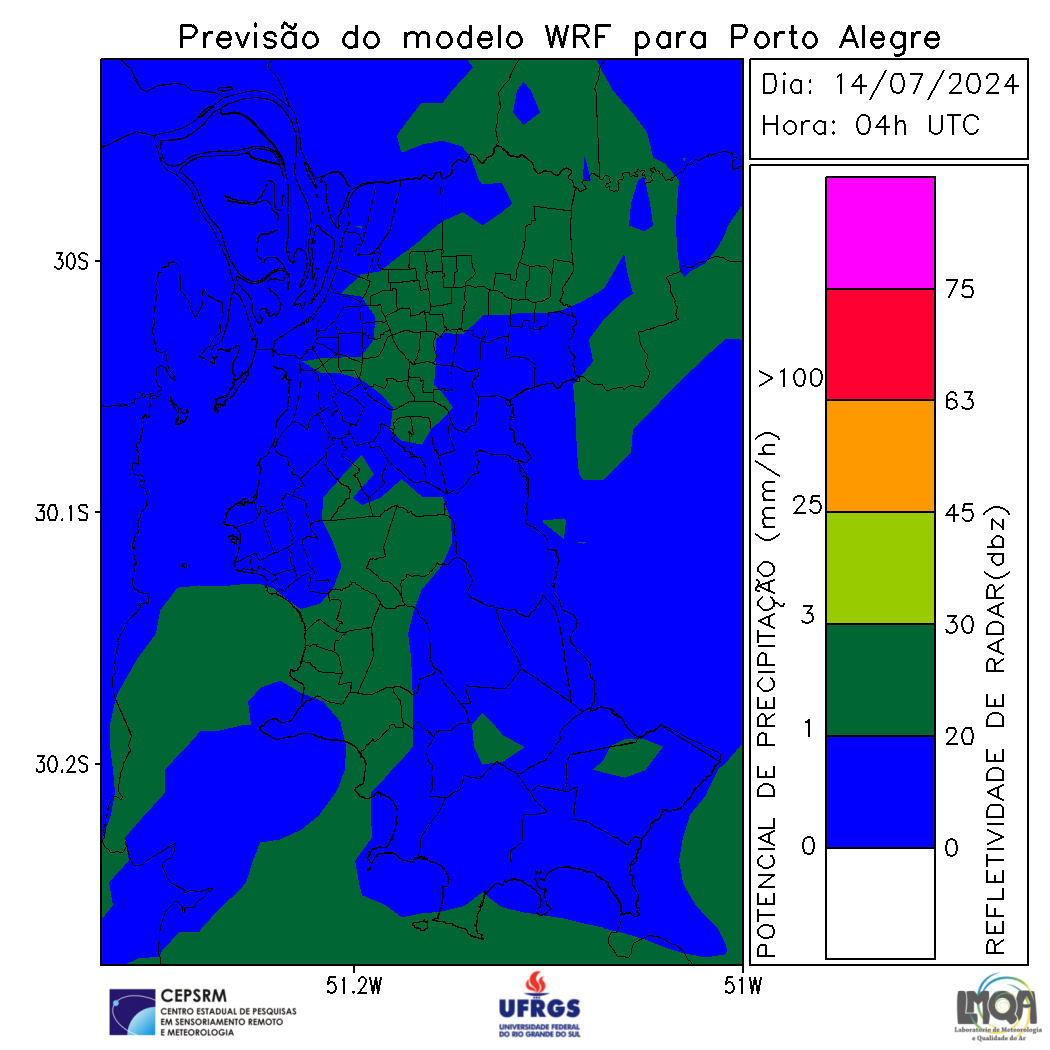 Previsão do modelo WRF para Porto Alegre
Dia: 14/07/2024
Hora: 04h UTC
30S
30.1S
30.2S
51.2W
51W
POTENCIAL DE PRECIPITAÇÃO (mm/h)
>100
25
3
1
0
75
63
45
30
20
0
REFLETIVIDADE DE RADAR(dbz)
CEPSRM
CENTRO ESTADUAL DE PESQUISAS
EM SENSORIAMENTO REMOTO
E METEOROLOGIA
UFRGS
UNIVERSIDADE FEDERAL
DO RIO GRANDE DO SUL
LMQA
Laboratório de Meteorologia
e Qualidade do Ar